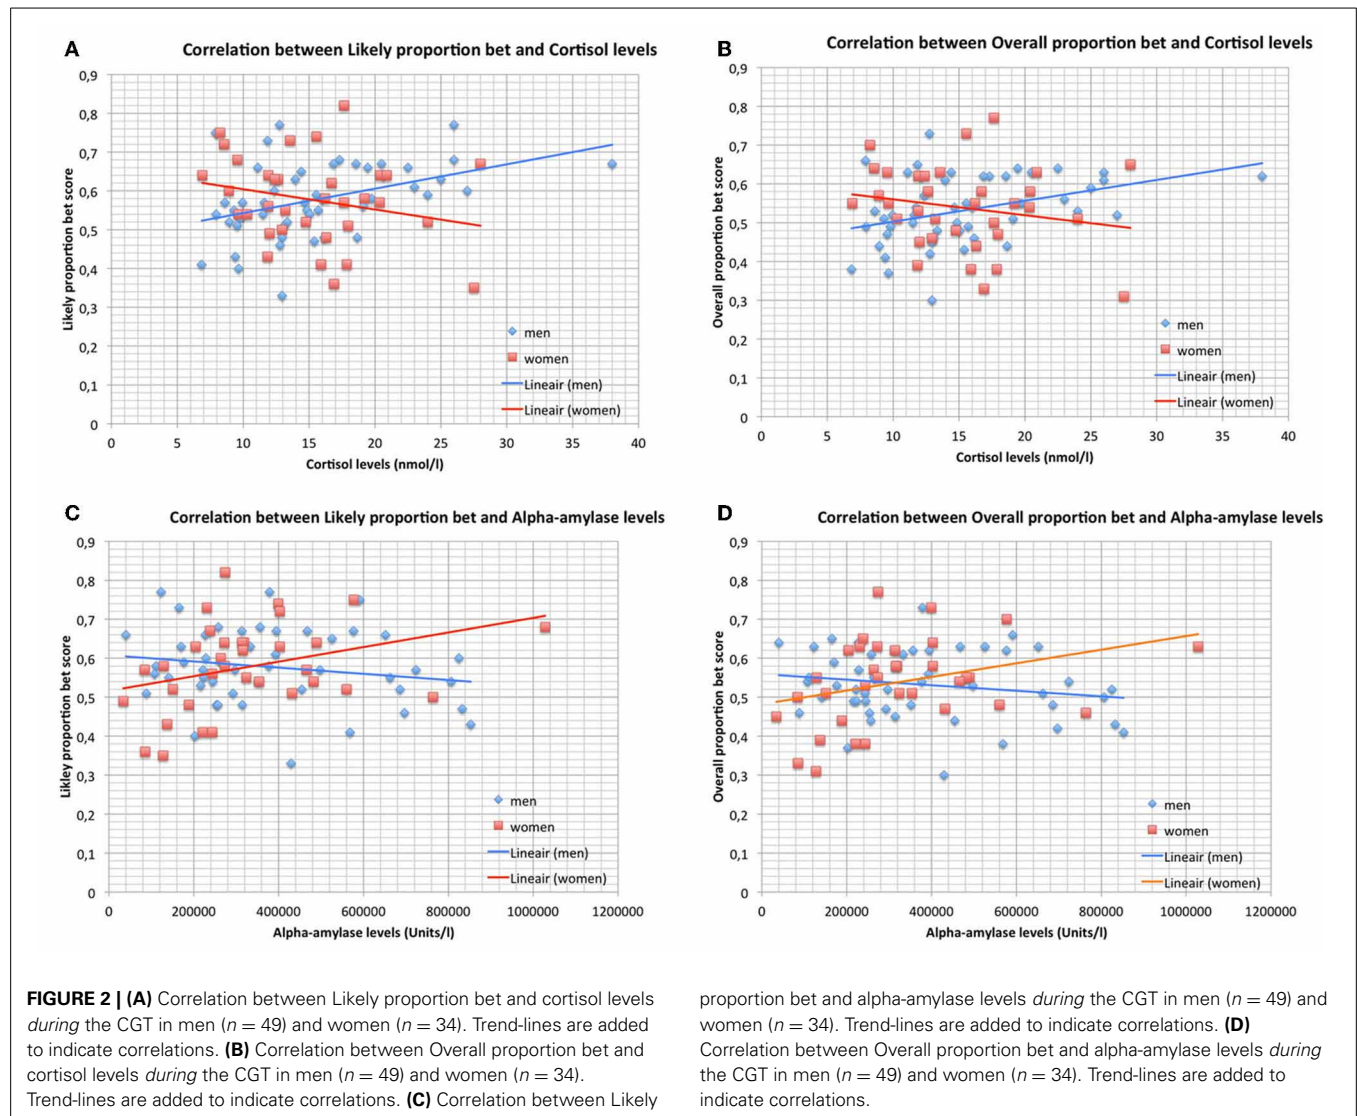 A
Correlation between Likely proportion bet and Cortisol levels
0,9
0,8
0,7
0,6
0,5
0,4
0,3
0,2
0,1
0
Likely proportion bet score
men
women
Lineair (men)
Lineair (women)
0 5 10 15 20 25 30 35 40
Cortisol levels (nmol/l)
B
Correlation between Overall proportion bet and Cortisol levels
0,9
0,8
0,7
0,6
0,5
0,4
0,3
0,2
0,1
0
Overall proportion bet score
men
women
Lineair (men)
Lineair (women)
0 5 10 15 20 25 30 35 40
Cortisol levels (nmol/l)
C
Correlation between Likely proportion bet and Alpha-amylase levels
0,9
0,8
0,7
0,6
0,5
0,4
0,3
0,2
0,1
0
Likley proportion bet score
men
women
Lineair (men)
Lineair (women)
0 200000 400000 600000 800000 1000000 1200000
Alpha-amylase levels (Units/l)
D
Correlation between Overall proportion bet and Alpha-amylase levels
0,9
0,8
0,7
0,6
0,5
0,4
0,3
0,2
0,1
0
Overall proportion bet score
men
women
Lineair (men)
Lineair (women)
0 200000 400000 600000 800000 1000000 1200000
Alpha-amylase levels (Units/l)
FIGURE 2 | (A) Correlation between Likely proportion bet and cortisol levels
during the CGT in men (n = 49) and women (n = 34). Trend-lines are added
to indicate correlations. (B) Correlation between Overall proportion bet and
cortisol levels during the CGT in men (n = 49) and women (n = 34).
Trend-lines are added to indicate correlations. (C) Correlation between Likely
proportion bet and alpha-amylase levels during the CGT in men (n = 49) and
women (n = 34). Trend-lines are added to indicate correlations. (D)
Correlation between Overall proportion bet and alpha-amylase levels during
the CGT in men (n = 49) and women (n = 34). Trend-lines are added to
indicate correlations.